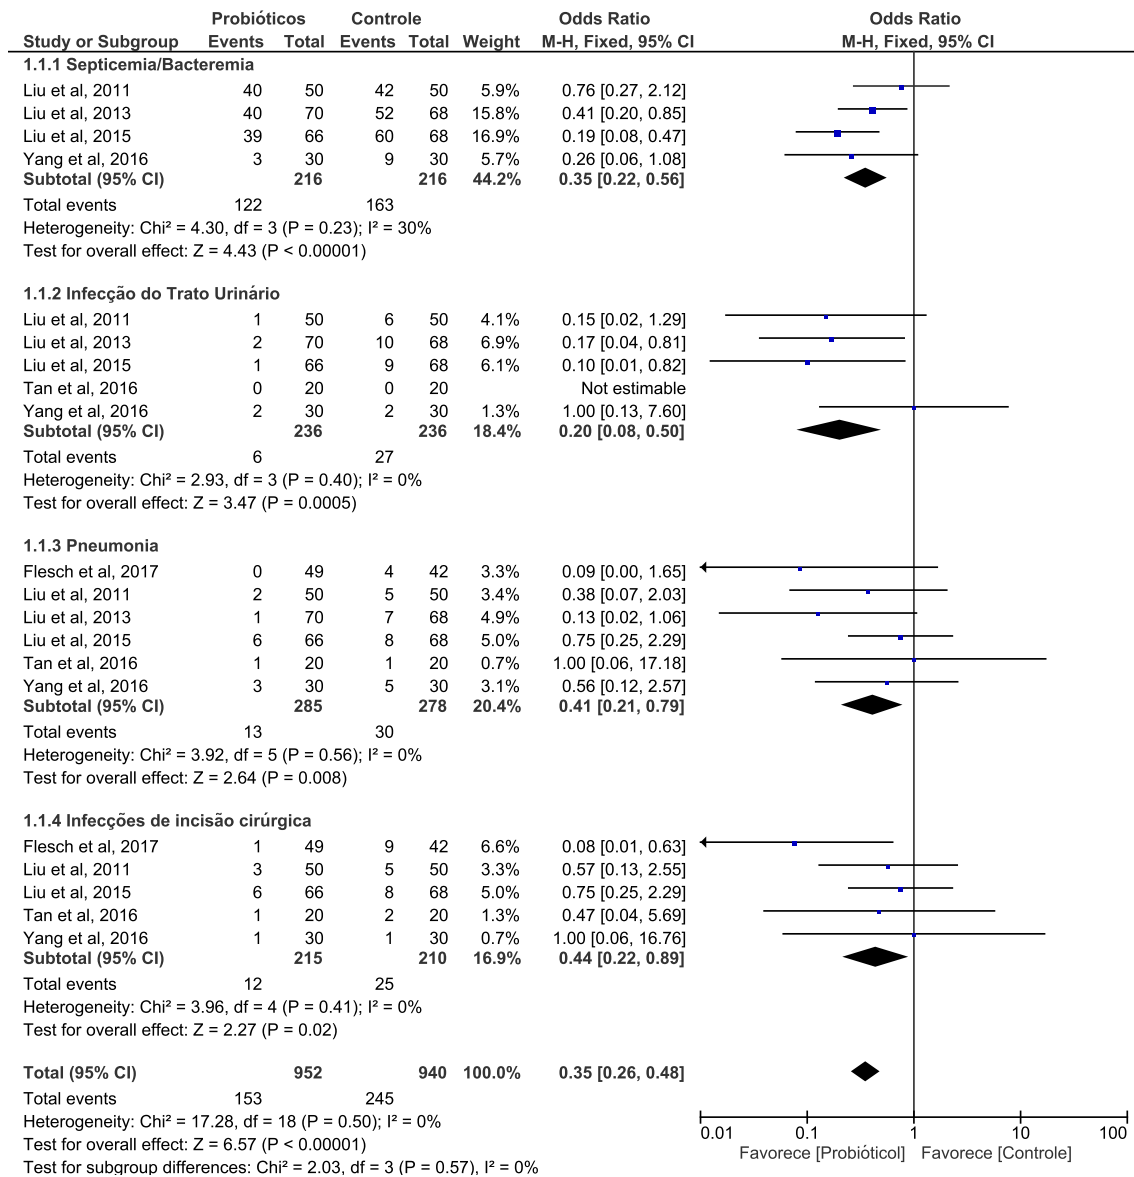 Probióticos Controle Odds Ratio Odds Ratio
Study or Subgroup Events Total Events Total Weight M-H, Fixed, 95% CI M-H, Fixed, 95% CI
1.1.1 Septicemia/Bacteremia
Liu et al, 2011 40 50 42 50 5.9% 0.76 [0.27, 2.12]
Liu et al, 2013 40 70 52 68 15.8% 0.41 [0.20, 0.85]
Liu et al, 2015 39 66 60 68 16.9% 0.19 [0.08, 0.47]
Yang et al, 2016 3 30 9 30 5.7% 0.26 [0.06, 1.08]
Subtotal (95% CI) 216 216 44.2% 0.35 [0.22, 0.56]
Total events 122 163
Heterogeneity: Chi² = 4.30, df = 3 (P = 0.23); I² = 30%
Test for overall effect: Z = 4.43 (P < 0.00001)
1.1.2 Infecção do Trato Urinário
Liu et al, 2011 1 50 6 50 4.1% 0.15 [0.02, 1.29]
Liu et al, 2013 2 70 10 68 6.9% 0.17 [0.04, 0.81]
Liu et al, 2015 1 66 9 68 6.1% 0.10 [0.01, 0.82]
Tan et al, 2016 0 20 0 20 Not estimable
Yang et al, 2016 2 30 2 30 1.3% 1.00 [0.13, 7.60]
Subtotal (95% CI) 236 236 18.4% 0.20 [0.08, 0.50]
Total events 6 27
Heterogeneity: Chi² = 2.93, df = 3 (P = 0.40); I² = 0%
Test for overall effect: Z = 3.47 (P = 0.0005)
1.1.3 Pneumonia
Flesch et al, 2017 0 49 4 42 3.3% 0.09 [0.00, 1.65]
Liu et al, 2011 2 50 5 50 3.4% 0.38 [0.07, 2.03]
Liu et al, 2013 1 70 7 68 4.9% 0.13 [0.02, 1.06]
Liu et al, 2015 6 66 8 68 5.0% 0.75 [0.25, 2.29]
Tan et al, 2016 1 20 1 20 0.7% 1.00 [0.06, 17.18]
Yang et al, 2016 3 30 5 30 3.1% 0.56 [0.12, 2.57]
Subtotal (95% CI) 285 278 20.4% 0.41 [0.21, 0.79]
Total events 13 30
Heterogeneity: Chi² = 3.92, df = 5 (P = 0.56); I² = 0%
Test for overall effect: Z = 2.64 (P = 0.008)
1.1.4 Infecções de incisão cirúrgica
Flesch et al, 2017 1 49 9 42 6.6% 0.08 [0.01, 0.63]
Liu et al, 2011 3 50 5 50 3.3% 0.57 [0.13, 2.55]
Liu et al, 2015 6 66 8 68 5.0% 0.75 [0.25, 2.29]
Tan et al, 2016 1 20 2 20 1.3% 0.47 [0.04, 5.69]
Yang et al, 2016 1 30 1 30 0.7% 1.00 [0.06, 16.76]
Subtotal (95% CI) 215 210 16.9% 0.44 [0.22, 0.89]
Total events 12 25
Heterogeneity: Chi² = 3.96, df = 4 (P = 0.41); I² = 0%
Test for overall effect: Z = 2.27 (P = 0.02)
Total (95% CI) 952 940 100.0% 0.35 [0.26, 0.48]
Total events 153 245
Heterogeneity: Chi² = 17.28, df = 18 (P = 0.50); I² = 0%
Test for overall effect: Z = 6.57 (P < 0.00001)
Test for subgroup differences: Chi² = 2.03, df = 3 (P = 0.57), I² = 0%
0.01 0.1 1 10 100
Favorece [Probióticol] Favorece [Controle]